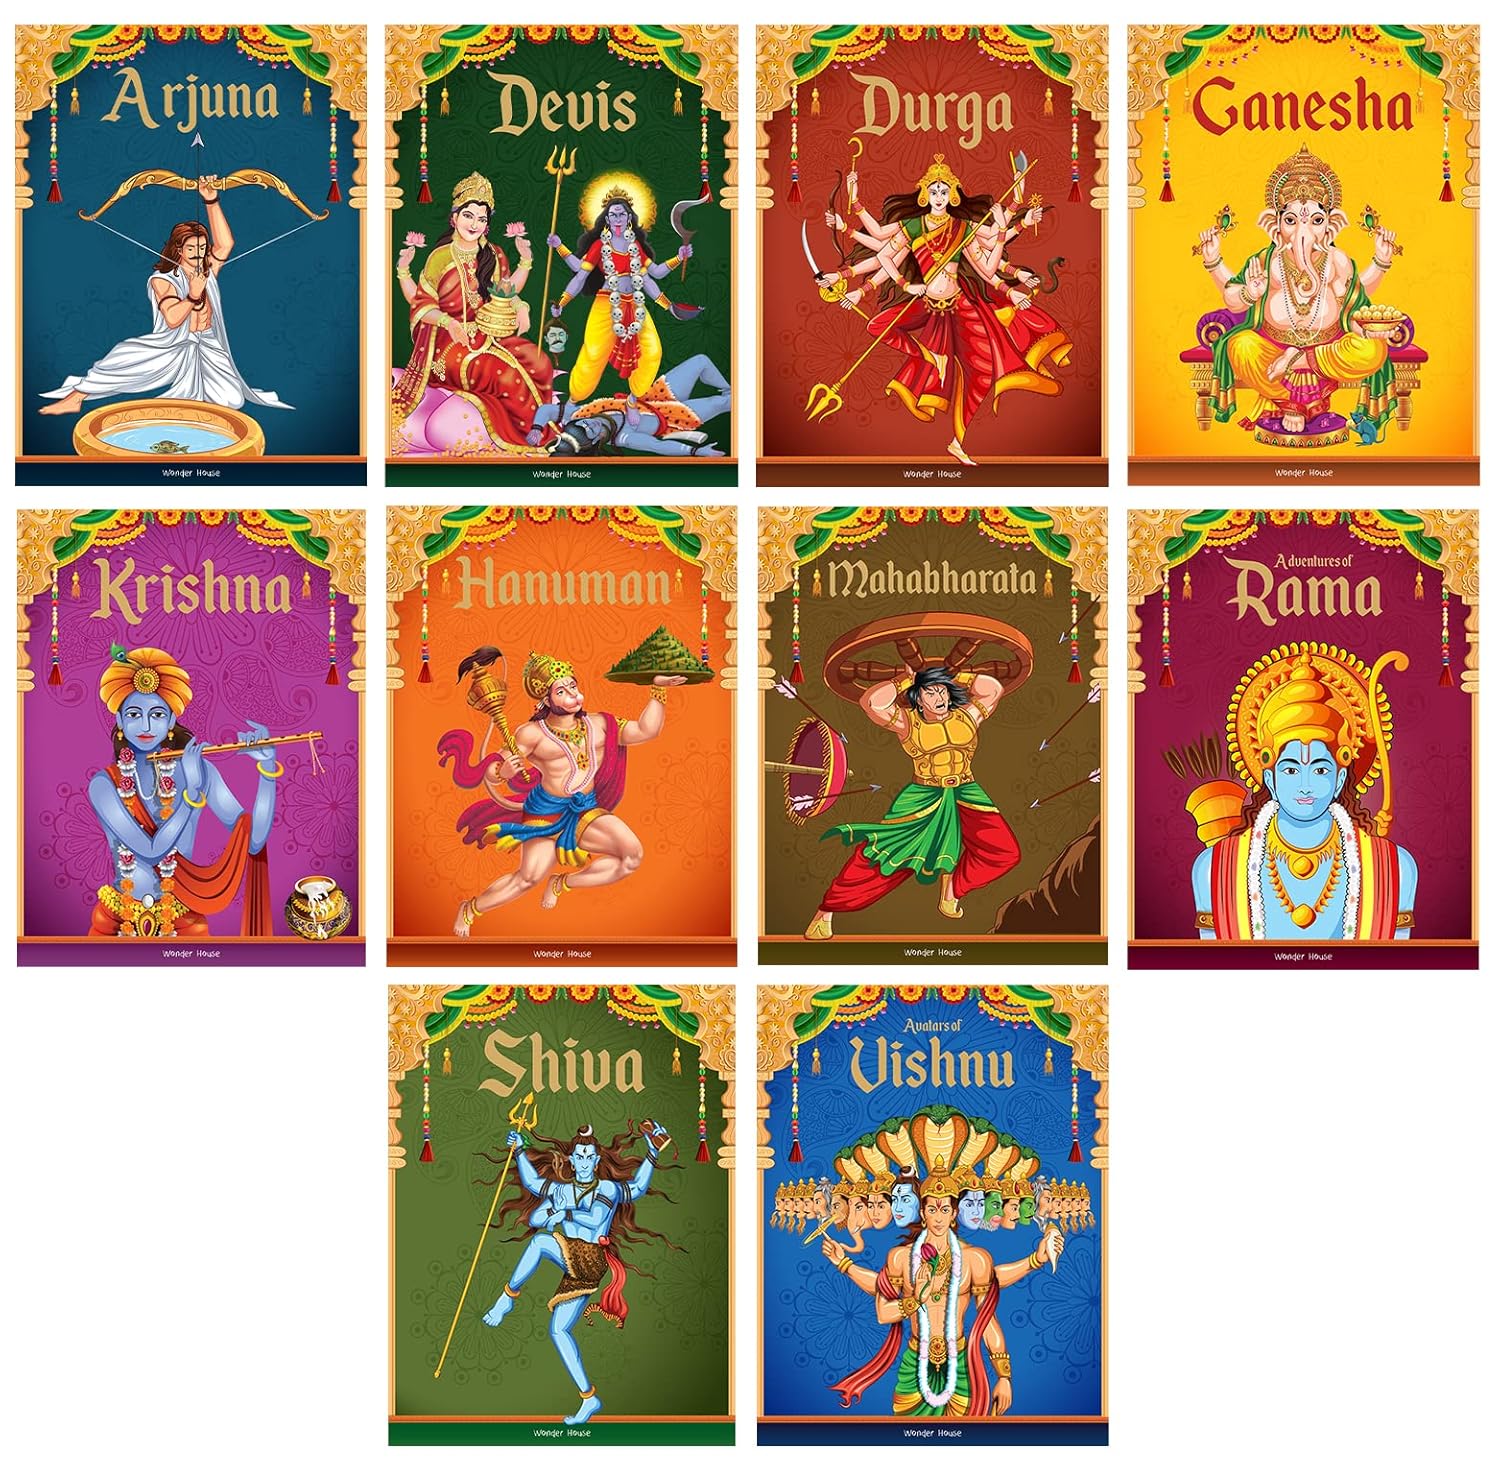 Arjuna
Wonder House
Devis
Wonder House
Durga
Wonder House
Ganesha
Wonder House
Krishna
Wonder House
Hanuman
Wonder House
Mahabharata
Wonder House
Adventures of
Rama
Wonder House
Shiva
Wonder House
Avatars of
Vishnu
Wonder House